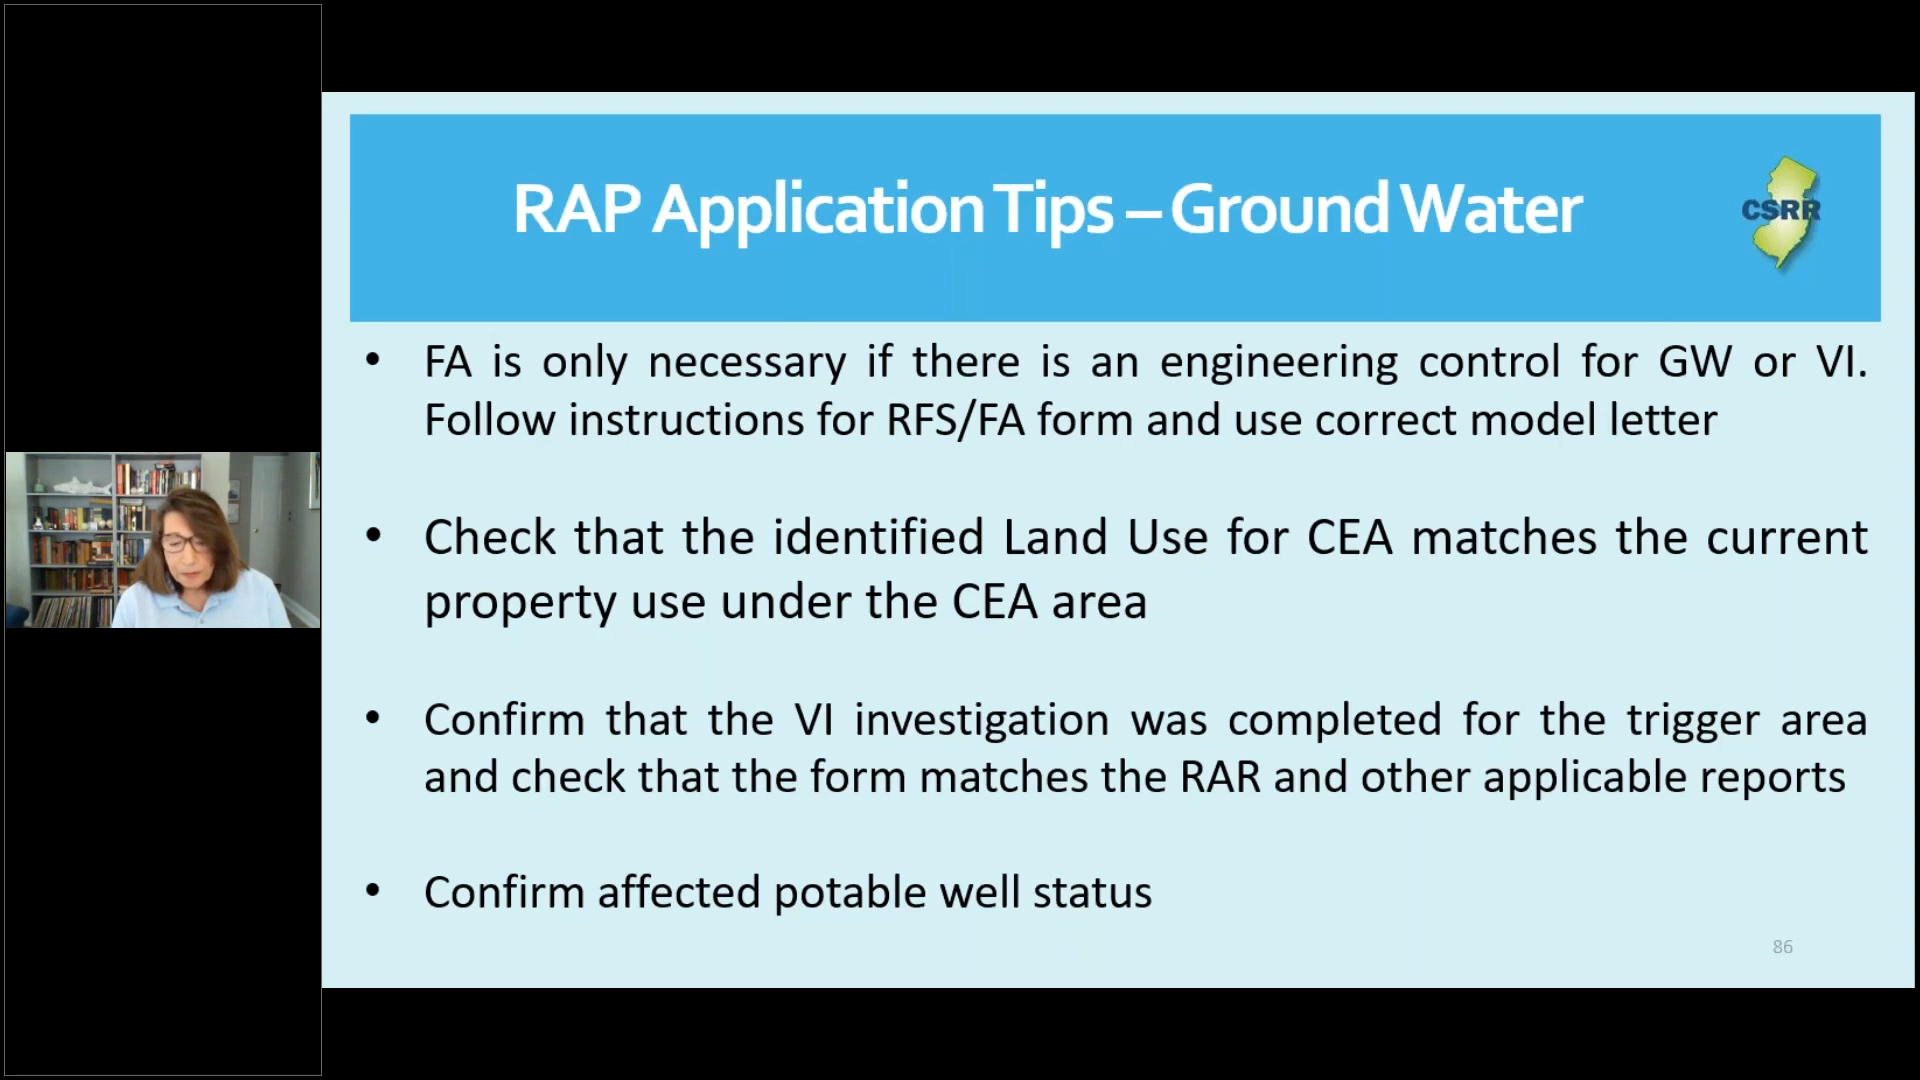 RAP Application Tips – Ground Water
CSRR
• FA is only necessary if there is an engineering control for GW or VI.
Follow instructions for RFS/FA form and use correct model letter
• Check that the identified Land Use for CEA matches the current
property use under the CEA area
• Confirm that the VI investigation was completed for the trigger area
and check that the form matches the RAR and other applicable reports
• Confirm affected potable well status
86